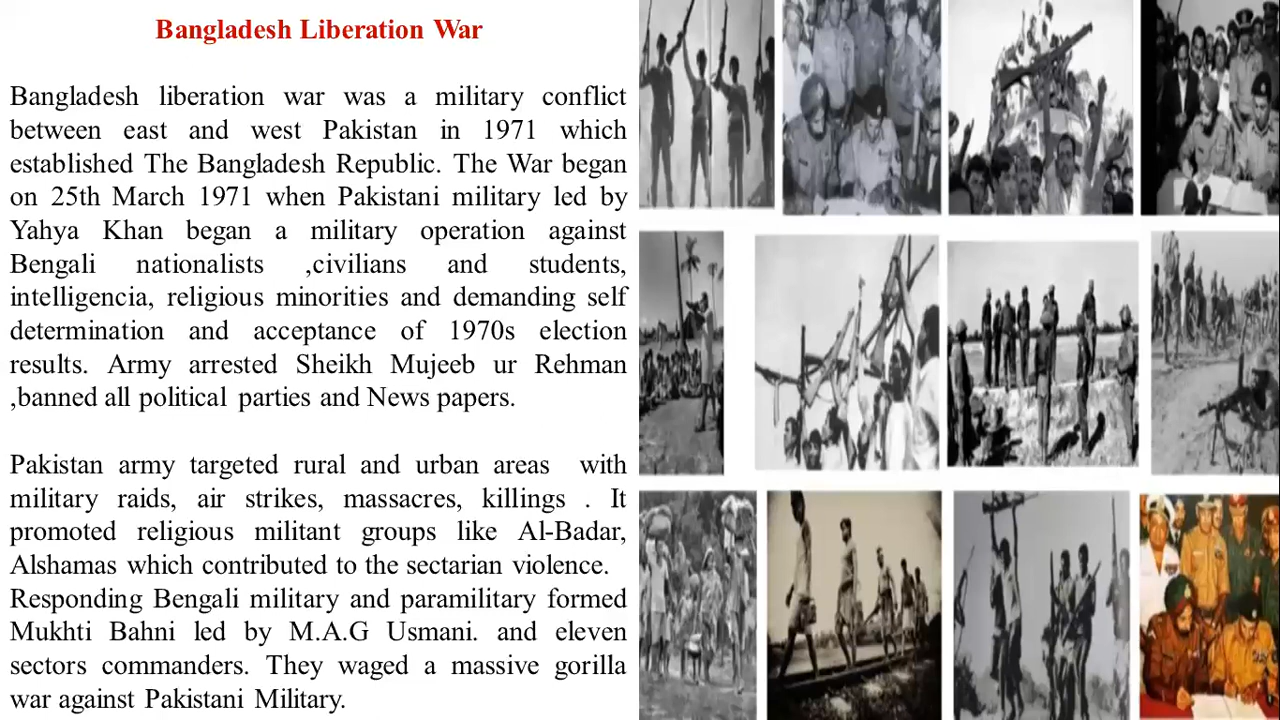 Bangladesh Liberation War
Bangladesh liberation war was a military conflict
between east and west Pakistan in 1971 which
established The Bangladesh Republic. The War began
on 25th March 1971 when Pakistani military led by
Yahya Khan began a military operation against
Bengali nationalists ,civilians and students,
intelligencia, religious minorities and demanding self
determination and acceptance of 1970s election
results. Army arrested Sheikh Mujeeb ur Rehman
,banned all political parties and News papers.
Pakistan army targeted rural and urban areas with
military raids, air strikes, massacres, killings . It
promoted religious militant groups like Al-Badar,
Alshamas which contributed to the sectarian violence.
Responding Bengali military and paramilitary formed
Mukhti Bahni led by M.A.G Usmani. and eleven
sectors commanders. They waged a massive gorilla
war against Pakistani Military.